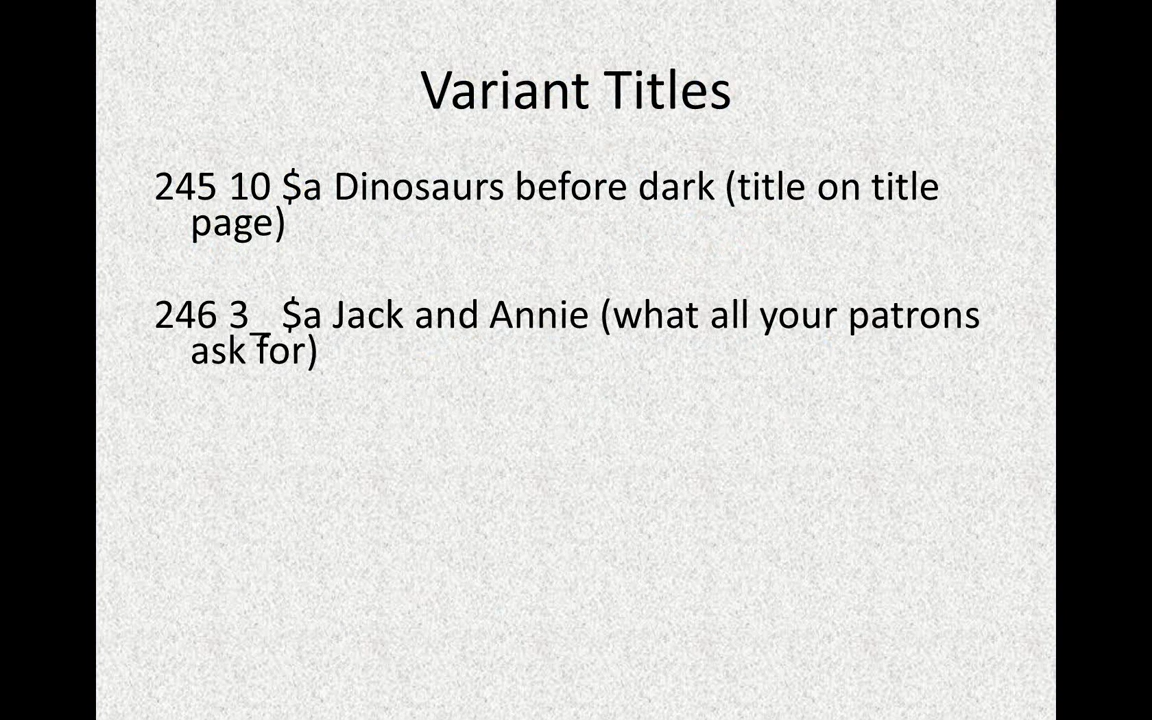 Variant Titles
245 10 $a Dinosaurs before dark (title on title
page)
246 3_ $a Jack and Annie (what all your patrons
ask for)